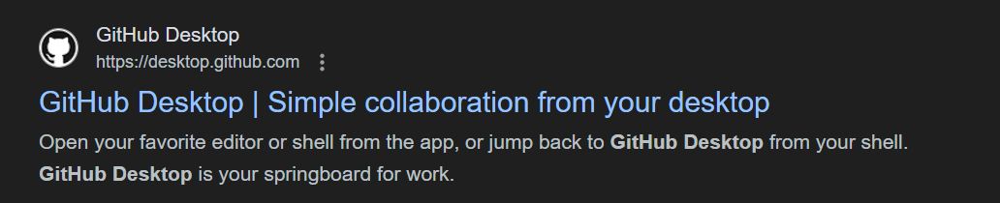 GitHub Desktop
https://desktop.github.com
GitHub Desktop | Simple collaboration from your desktop
Open your favorite editor or shell from the app, or jump back to GitHub Desktop from your shell.
GitHub Desktop is your springboard for work.